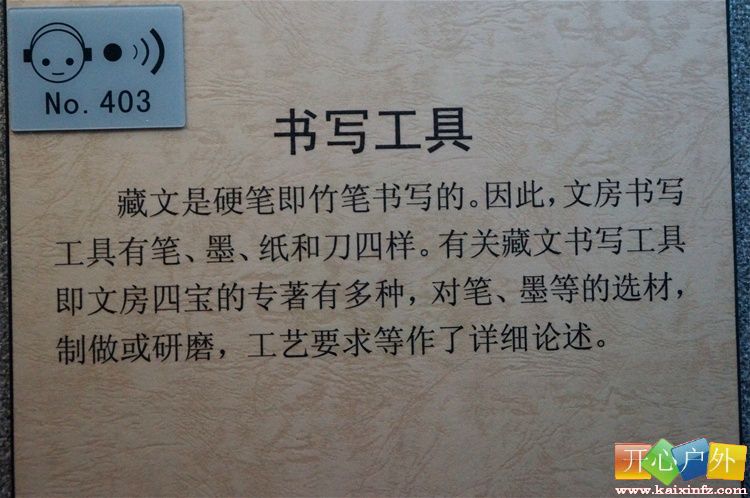 No. 403
书写工具
藏文是硬笔即竹笔书写的。因此,文房书写
工具有笔、墨、纸和刀四样。有关藏文书写工具
即文房四宝的专著有多种,对笔、墨等的选材,
制做或研磨,工艺要求等作了详细论述。
开心户外
www.kaixinfz.com